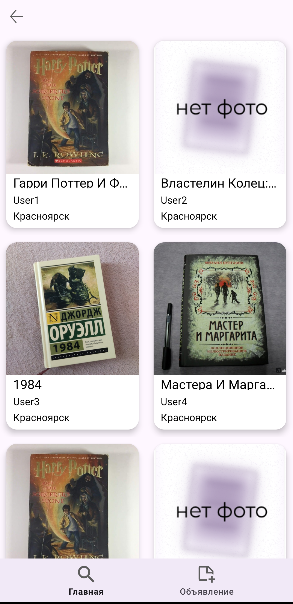 Harry Potter
J. K. ROWLING
нет фото
Гарри Поттер И Ф...
User1
Красноярск
Властелин Колец:...
User2
Красноярск
ДЖОРДЖ
ОРУЭЛЛ
1984
МАСТЕР
И МАРГАРИТА
1984
User3
Красноярск
Мастера И Марга...
User4
Красноярск
Harry Potter
нет фото
Главная
Объявление